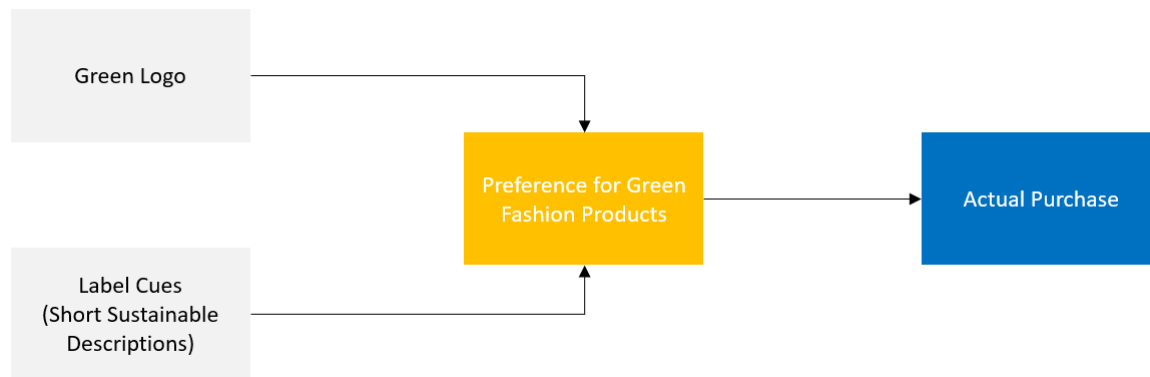 Green Logo
Preference for Green
Fashion Products
Actual Purchase
Label Cues
(Short Sustainable
Descriptions)